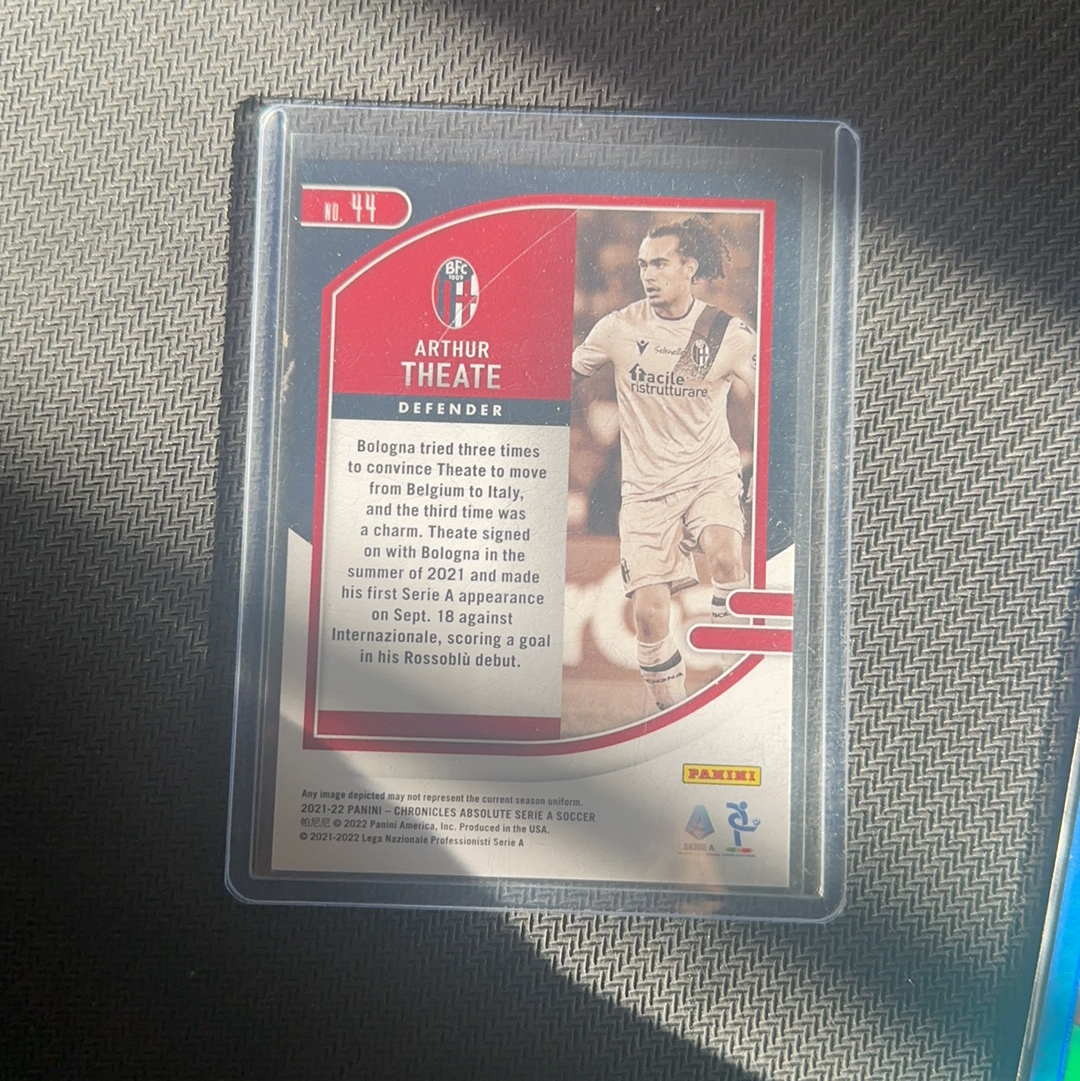 NO. 44
BFC
1909
ARTHUR
THEATE
DEFENDER
Bologna tried three times
to convince Theate to move
from Belgium to Italy,
and the third time was
a charm. Theate signed
on with Bologna in the
summer of 2021 and made
his first Serie A appearance
on Sept. 18 against
Internazionale, scoring a goal
in his Rossoblù debut.
Selenella
facile
ristrutturare
PANINI
Any image depicted may not represent the current season uniform.
2021-22 PANINI – CHRONICLES ABSOLUTE SERIE A SOCCER
帕尼尼 © 2022 Panini America, Inc. Produced in the USA.
© 2021-2022 Lega Nazionale Professionisti Serie A
SERIE A